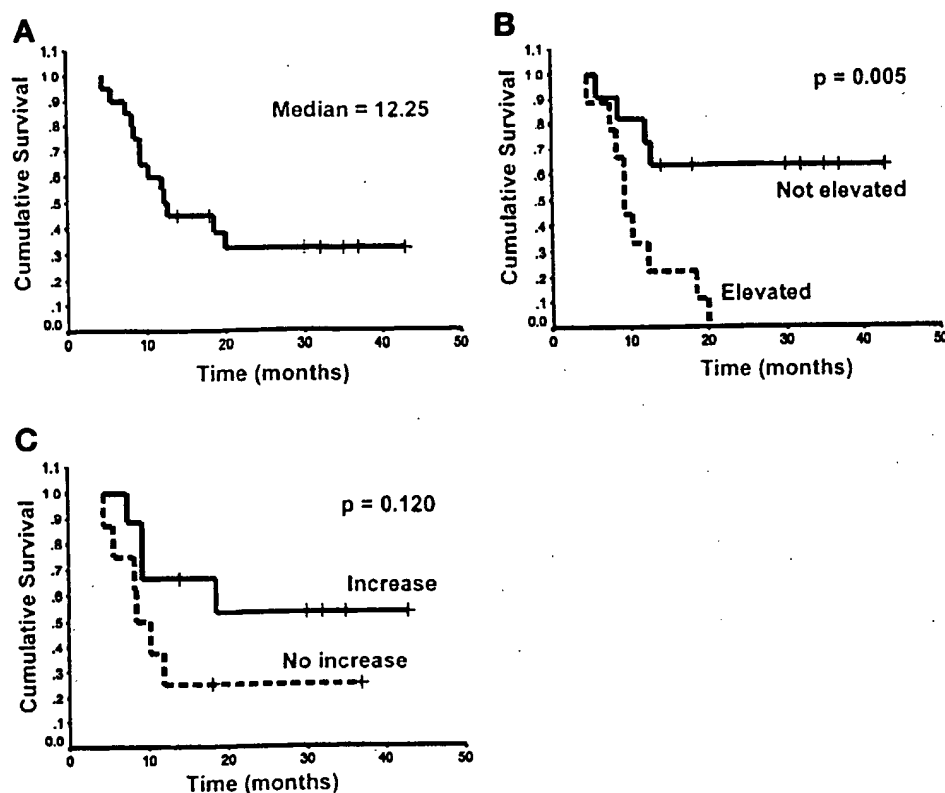 A
1.1
1.0
.9
.8
.7
.6
.5
.4
.3
.2
.1
0.0
Cumulative Survival
Median = 12.25
0 10 20 30 40 50
Time (months)
B
1.1
1.0
.9
.8
.7
.6
.5
.4
.3
.2
.1
0.0
Cumulative Survival
p = 0.005
Not elevated
Elevated
0 10 20 30 40 50
Time (months)
C
1.1
1.0
.9
.8
.7
.6
.5
.4
.3
.2
.1
0.0
Cumulative Survival
p = 0.120
Increase
No increase
0 10 20 30 40 50
Time (months)